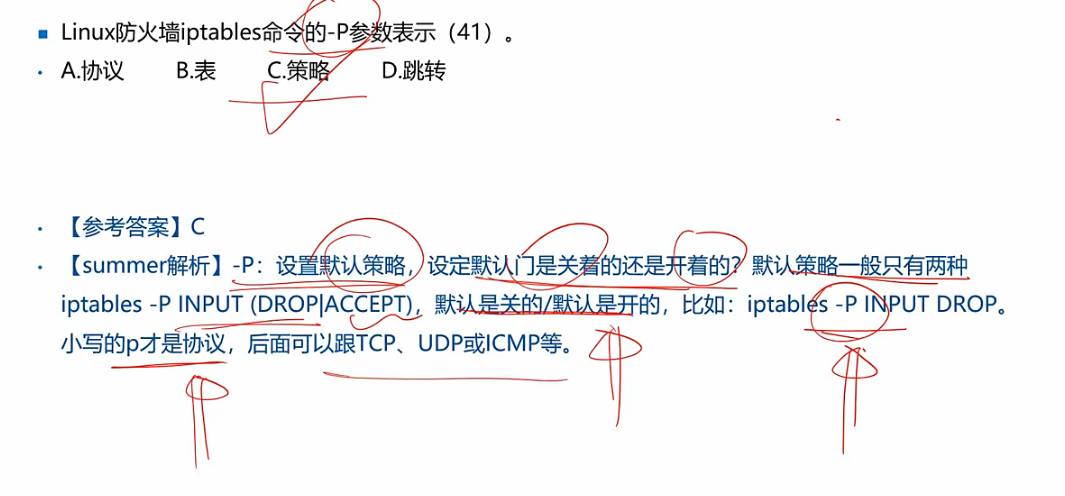 Linux防火墙iptables命令的-P参数表示（41）。
A.协议 B.表 C.策略 D.跳转
【参考答案】C
【summer解析】-P：设置默认策略，设定默认门是关着的还是开着的？默认策略一般只有两种
iptables -P INPUT (DROP|ACCEPT)，默认是关的/默认是开的，比如：iptables -P INPUT DROP。
小写的p才是协议，后面可以跟TCP、UDP或ICMP等。